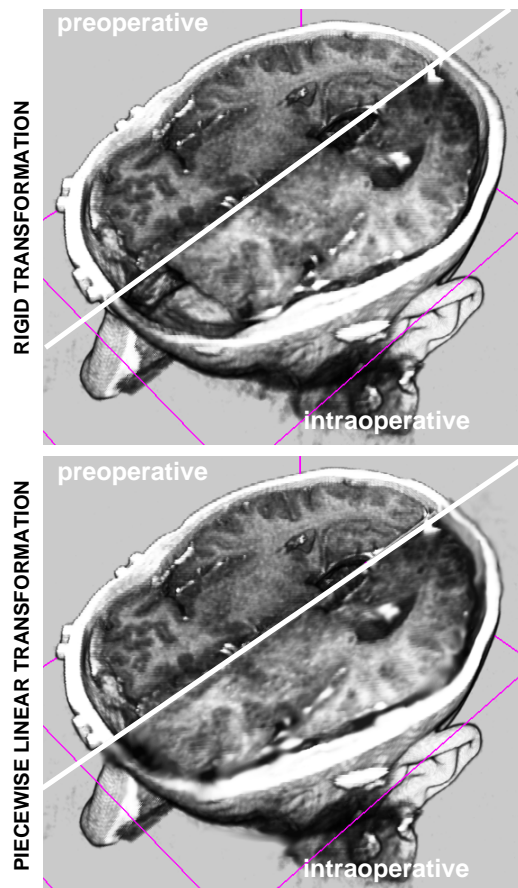 preoperative
RIGID TRANSFORMATION
intraoperative
preoperative
PIECEWISE LINEAR TRANSFORMATION
intraoperative